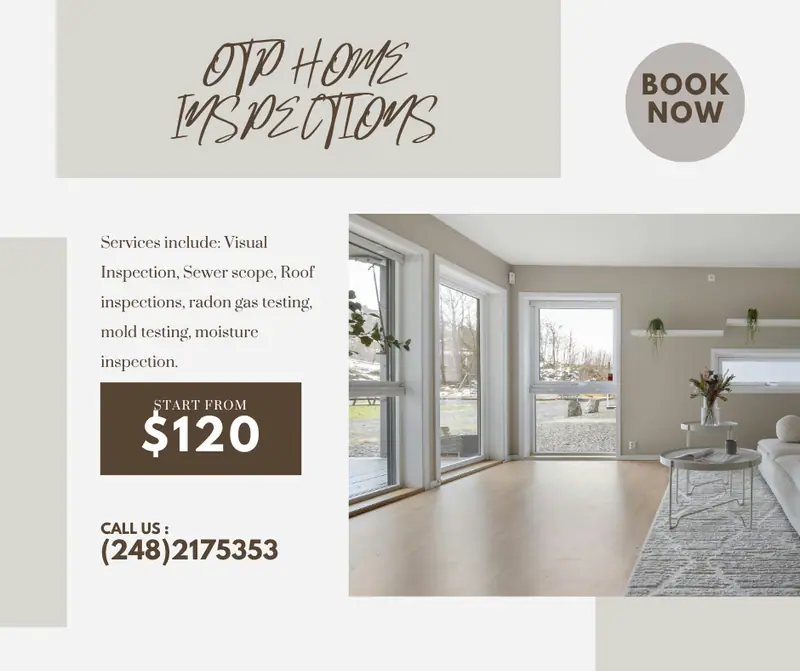 OTP HOME
INSPECTIONS
BOOK
NOW
Services include: Visual
Inspection, Sewer scope, Roof
inspections, radon gas testing,
mold testing, moisture
inspection.
START FROM
$120
CALL US :
(248)2175353